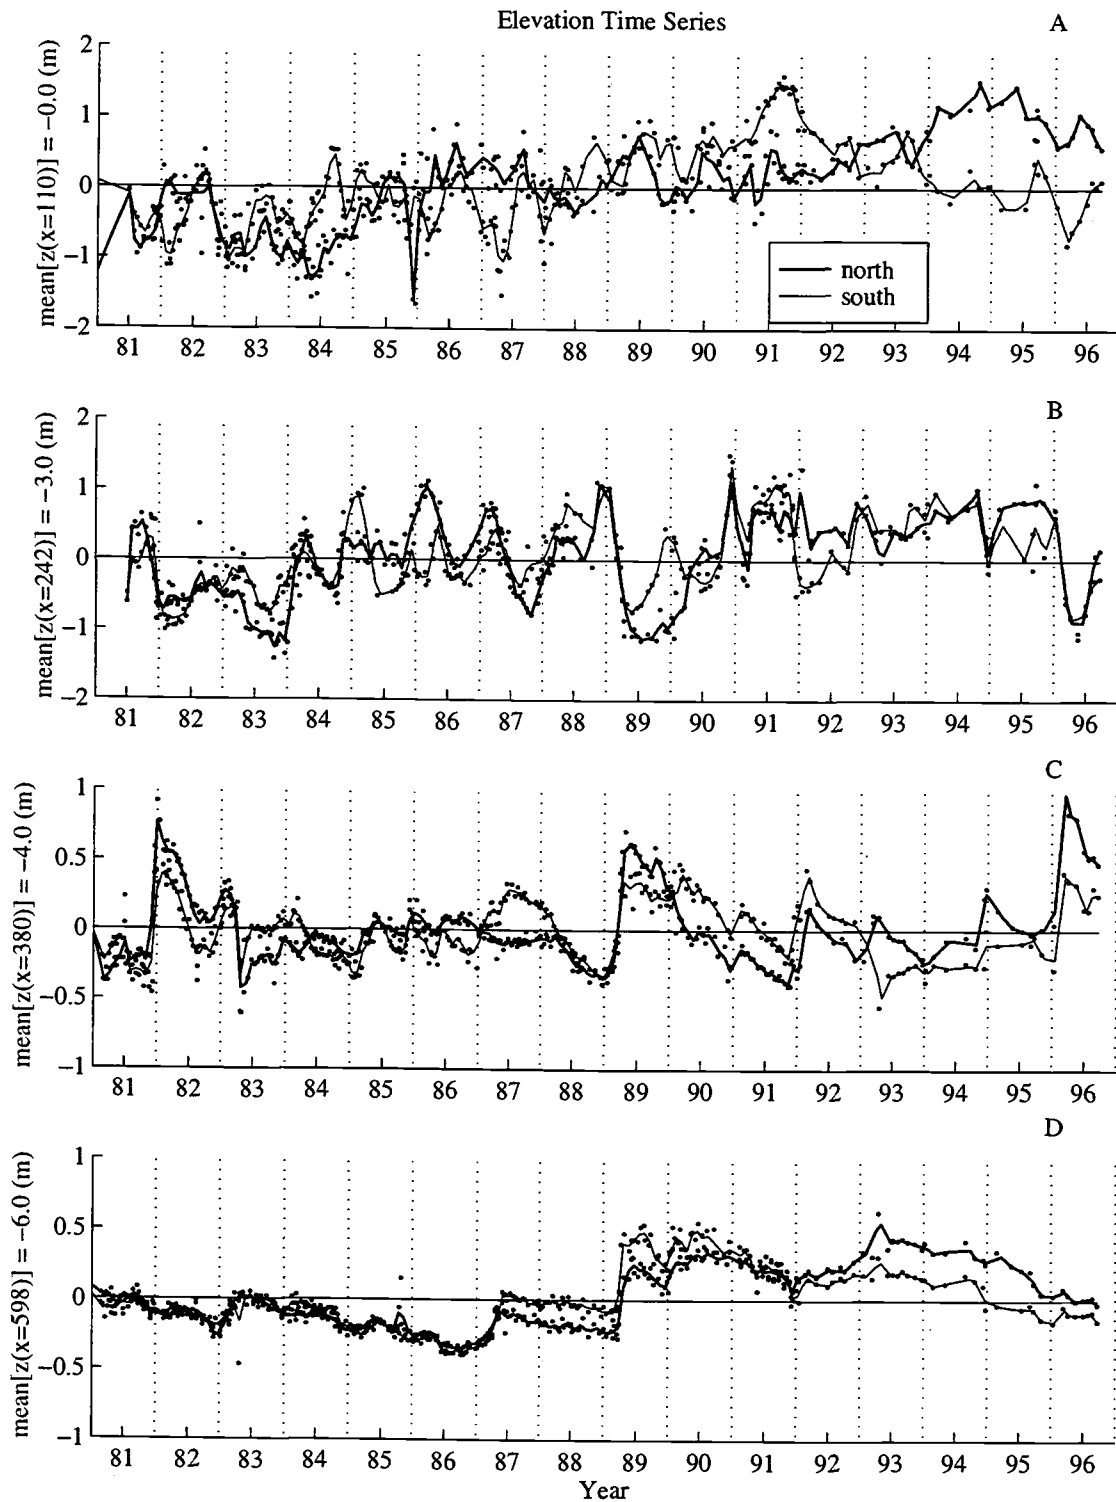 Elevation Time Series
A
mean[z(x=110)] = −0.0 (m)
2
1
0
−1
−2
north
south
81 82 83 84 85 86 87 88 89 90 91 92 93 94 95 96
B
mean[z(x=242)] = −3.0 (m)
2
1
0
−1
−2
81 82 83 84 85 86 87 88 89 90 91 92 93 94 95 96
C
mean[z(x=380)] = −4.0 (m)
1
0.5
0
−0.5
−1
81 82 83 84 85 86 87 88 89 90 91 92 93 94 95 96
D
mean[z(x=598)] = −6.0 (m)
1
0.5
0
−0.5
−1
81 82 83 84 85 86 87 88 89 90 91 92 93 94 95 96
Year